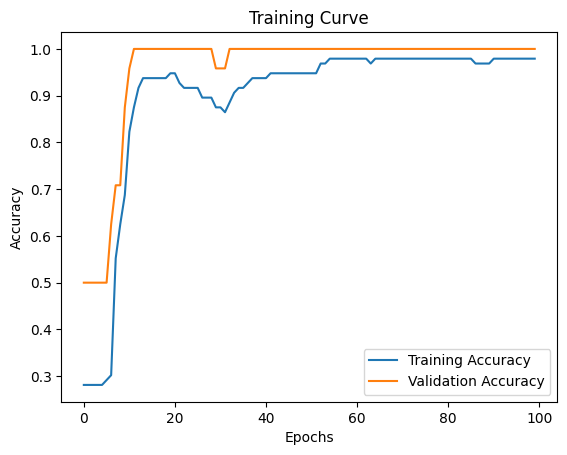 Training Curve
1.0
0.9
0.8
0.7
0.6
0.5
0.4
0.3
Accuracy
0
20
40
60
80
100
Epochs
Training Accuracy
Validation Accuracy